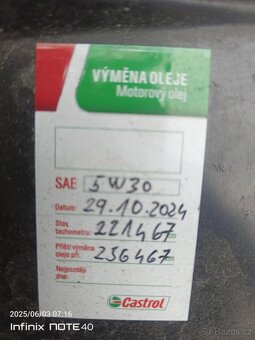 VÝMĚNA OLEJE
Motorový olej
SAE 5W30
Datum: 29.10.2024
Stav tachometru: 221467
Příští výměna oleje při: 236467
Nejpozději dne:
Castrol
2025/06/03 07:16
Infinix NOTE 40